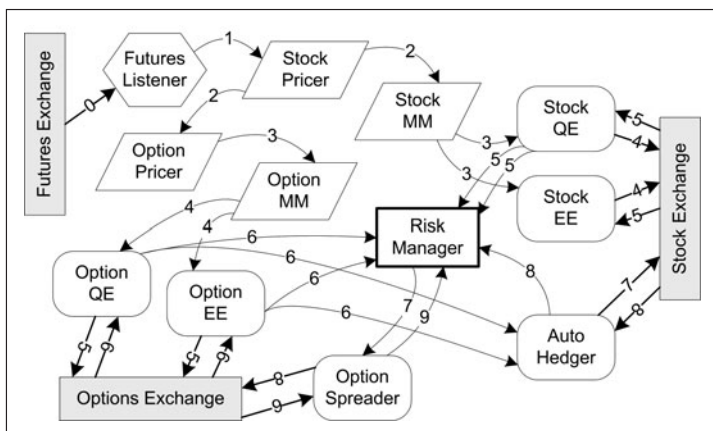 Futures Exchange
0
Futures
Listener
1
Stock
Pricer
2
Stock
MM
2
Option
Pricer
3
Option
MM
3
3
Stock
QE
5
5
5
4
Stock
EE
4
5
Stock Exchange
4
4
Risk
Manager
Option
QE
6
6
Option
EE
6
6
7
9
8
7
8
Auto
Hedger
5
6
5
6
Options Exchange
8
9
Option
Spreader